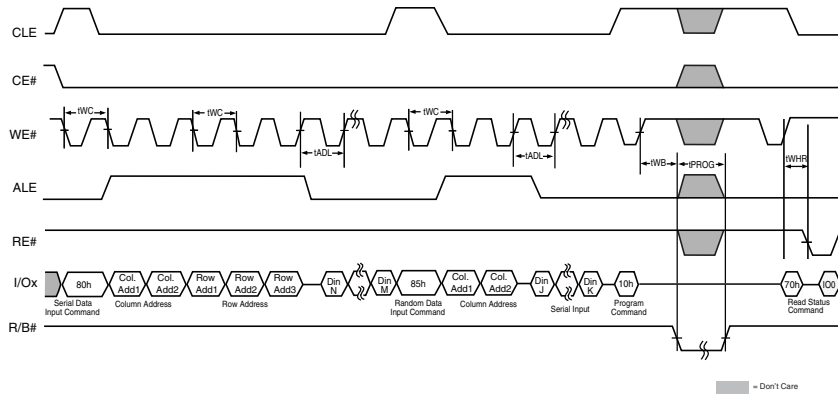 CLE
CE#
tWC tWC tWC
WE#
tADL tADL
tWB tPROG tWHR
ALE
RE#
I/Ox 80h Col. Add1 Col. Add2 Row Add1 Row Add2 Row Add3 Din N Din M 85h Col. Add1 Col. Add2 Din J Din K 10h 70h IO0
Serial Data Input Command Column Address Row Address Random Data Input Command Column Address Serial Input Program Command Read Status Command
R/B#
= Don't Care